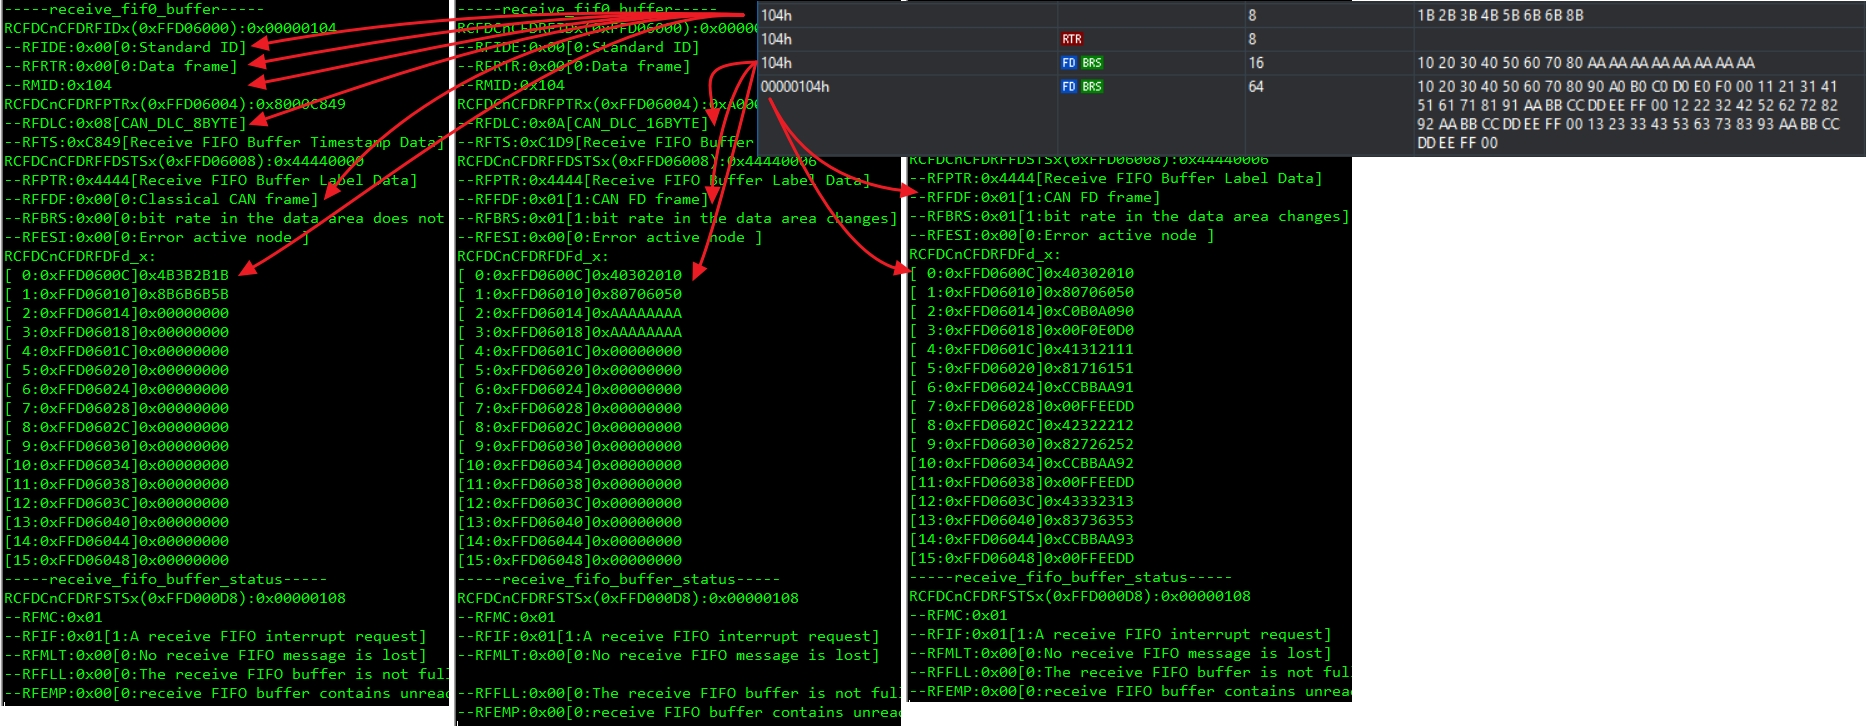 -----receive_fif0_buffer-----
RCFDCnCFDRFIDx(0xFFD06000):0x00000104
--RFIDE:0x00[0:Standard ID]
--RFRTR:0x00[0:Data frame]
--RMID:0x104
RCFDCnCFDRFPTRx(0xFFD06004):0x8000C849
--RFDLC:0x08[CAN_DLC_8BYTE]
--RFTS:0xC849[Receive FIFO Buffer Timestamp Data]
RCFDCnCFDRFFDSTSx(0xFFD06008):0x44440000
--RFPTR:0x4444[Receive FIFO Buffer Label Data]
--RFFDF:0x00[0:Classical CAN frame]
--RFBRS:0x00[0:bit rate in the data area does not
--RFESI:0x00[0:Error active node ]
RCFDCnCFDRFDFd_x:
[ 0:0xFFD0600C]0x4B3B2B1B
[ 1:0xFFD06010]0x8B6B6B5B
[ 2:0xFFD06014]0x00000000
[ 3:0xFFD06018]0x00000000
[ 4:0xFFD0601C]0x00000000
[ 5:0xFFD06020]0x00000000
[ 6:0xFFD06024]0x00000000
[ 7:0xFFD06028]0x00000000
[ 8:0xFFD0602C]0x00000000
[ 9:0xFFD06030]0x00000000
[10:0xFFD06034]0x00000000
[11:0xFFD06038]0x00000000
[12:0xFFD0603C]0x00000000
[13:0xFFD06040]0x00000000
[14:0xFFD06044]0x00000000
[15:0xFFD06048]0x00000000
-----receive_fifo_buffer_status-----
RCFDCnCFDRFSTSx(0xFFD000D8):0x00000108
--RFMC:0x01
--RFIF:0x01[1:A receive FIFO interrupt request]
--RFMLT:0x00[0:No receive FIFO message is lost]
--RFFLL:0x00[0:The receive FIFO buffer is not ful
--RFEMP:0x00[0:receive FIFO buffer contains unrea
-----receive_fif0_buffer-----
RCFDCnCFDRFIDx(0xFFD06000):0x0000
--RFIDE:0x00[0:Standard ID]
--RFRTR:0x00[0:Data frame]
--RMID:0x104
RCFDCnCFDRFPTRx(0xFFD06004):0xA00
--RFDLC:0x0A[CAN_DLC_16BYTE]
--RFTS:0xC1D9[Receive FIFO Buffer
RCFDCnCFDRFFDSTSx(0xFFD06008):0x44440006
--RFPTR:0x4444[Receive FIFO Buffer Label Data]
--RFFDF:0x01[1:CAN FD frame]
--RFBRS:0x01[1:bit rate in the data area changes]
--RFESI:0x00[0:Error active node ]
RCFDCnCFDRFDFd_x:
[ 0:0xFFD0600C]0x40302010
[ 1:0xFFD06010]0x80706050
[ 2:0xFFD06014]0xAAAAAAAA
[ 3:0xFFD06018]0xAAAAAAAA
[ 4:0xFFD0601C]0x00000000
[ 5:0xFFD06020]0x00000000
[ 6:0xFFD06024]0x00000000
[ 7:0xFFD06028]0x00000000
[ 8:0xFFD0602C]0x00000000
[ 9:0xFFD06030]0x00000000
[10:0xFFD06034]0x00000000
[11:0xFFD06038]0x00000000
[12:0xFFD0603C]0x00000000
[13:0xFFD06040]0x00000000
[14:0xFFD06044]0x00000000
[15:0xFFD06048]0x00000000
-----receive_fifo_buffer_status-----
RCFDCnCFDRFSTSx(0xFFD000D8):0x00000108
--RFMC:0x01
--RFIF:0x01[1:A receive FIFO interrupt request]
--RFMLT:0x00[0:No receive FIFO message is lost]
--RFFLL:0x00[0:The receive FIFO buffer is not ful
--RFEMP:0x00[0:receive FIFO buffer contains unrea
104h 8 1B 2B 3B 4B 5B 6B 6B 8B
104h RTR 8
104h FD BRS 16 10 20 30 40 50 60 70 80 AA AA AA AA AA AA AA AA
00000104h FD BRS 64 10 20 30 40 50 60 70 80 90 A0 B0 C0 D0 E0 F0 00 11 21 31 41
51 61 71 81 91 AA BB CC DD EE FF 00 12 22 32 42 52 62 72 82
92 AA BB CC DD EE FF 00 13 23 33 43 53 63 73 83 93 AA BB CC
DD EE FF 00
RCFDCnCFDRFFDSTSx(0xFFD06008):0x44440006
--RFPTR:0x4444[Receive FIFO Buffer Label Data]
--RFFDF:0x01[1:CAN FD frame]
--RFBRS:0x01[1:bit rate in the data area changes]
--RFESI:0x00[0:Error active node ]
RCFDCnCFDRFDFd_x:
[ 0:0xFFD0600C]0x40302010
[ 1:0xFFD06010]0x80706050
[ 2:0xFFD06014]0xC0B0A090
[ 3:0xFFD06018]0x00F0E0D0
[ 4:0xFFD0601C]0x41312111
[ 5:0xFFD06020]0x81716151
[ 6:0xFFD06024]0xCCBBAA91
[ 7:0xFFD06028]0x00FFEEDD
[ 8:0xFFD0602C]0x42322212
[ 9:0xFFD06030]0x82726252
[10:0xFFD06034]0xCCBBAA92
[11:0xFFD06038]0x00FFEEDD
[12:0xFFD0603C]0x43332313
[13:0xFFD06040]0x83736353
[14:0xFFD06044]0xCCBBAA93
[15:0xFFD06048]0x00FFEEDD
-----receive_fifo_buffer_status-----
RCFDCnCFDRFSTSx(0xFFD000D8):0x00000108
--RFMC:0x01
--RFIF:0x01[1:A receive FIFO interrupt request]
--RFMLT:0x00[0:No receive FIFO message is lost]
--RFFLL:0x00[0:The receive FIFO buffer is not ful
--RFEMP:0x00[0:receive FIFO buffer contains unrea